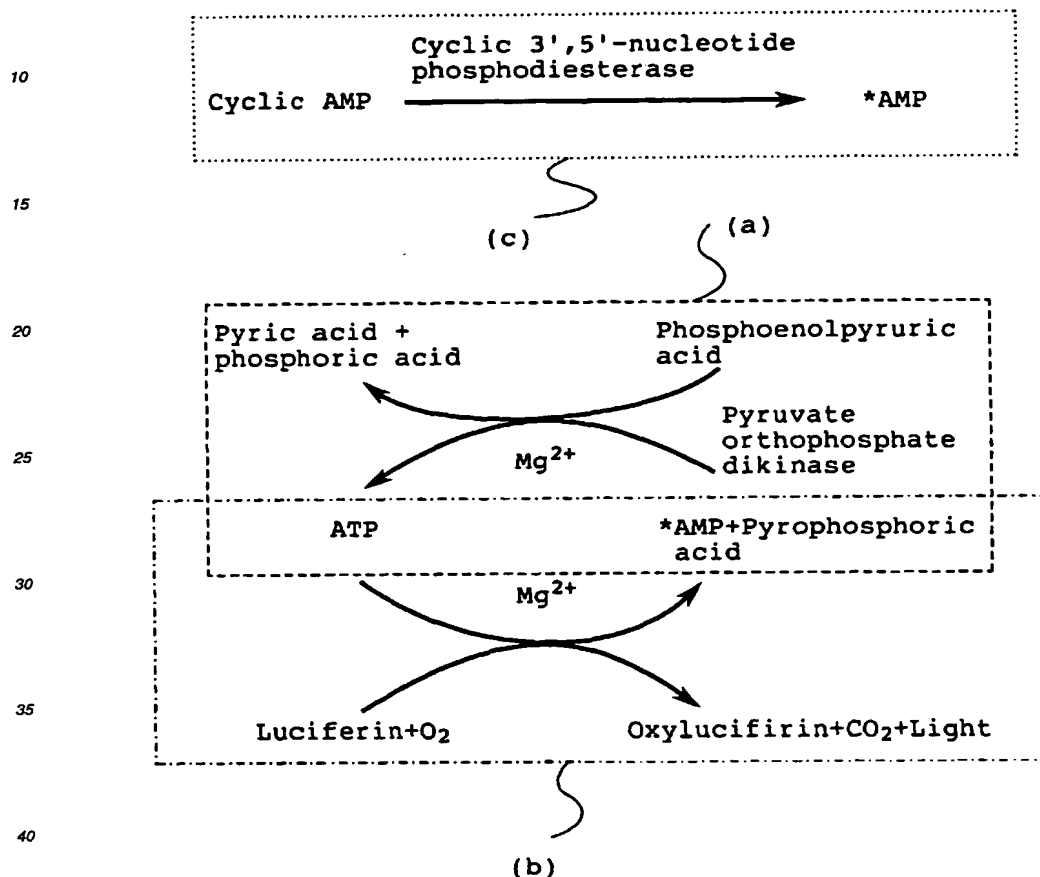 Cyclic 3',5'-nucleotide
phosphodiesterase
10
Cyclic AMP
*AMP
15
(c)
(a)
20
Pyric acid +
phosphoric acid
Phosphoenolpyruric
acid
Pyruvate
orthophosphate
dikinase
25
Mg2+
ATP
*AMP+Pyrophosphoric
acid
30
Mg2+
35
Luciferin+O2
Oxylucifirin+CO2+Light
40
(b)